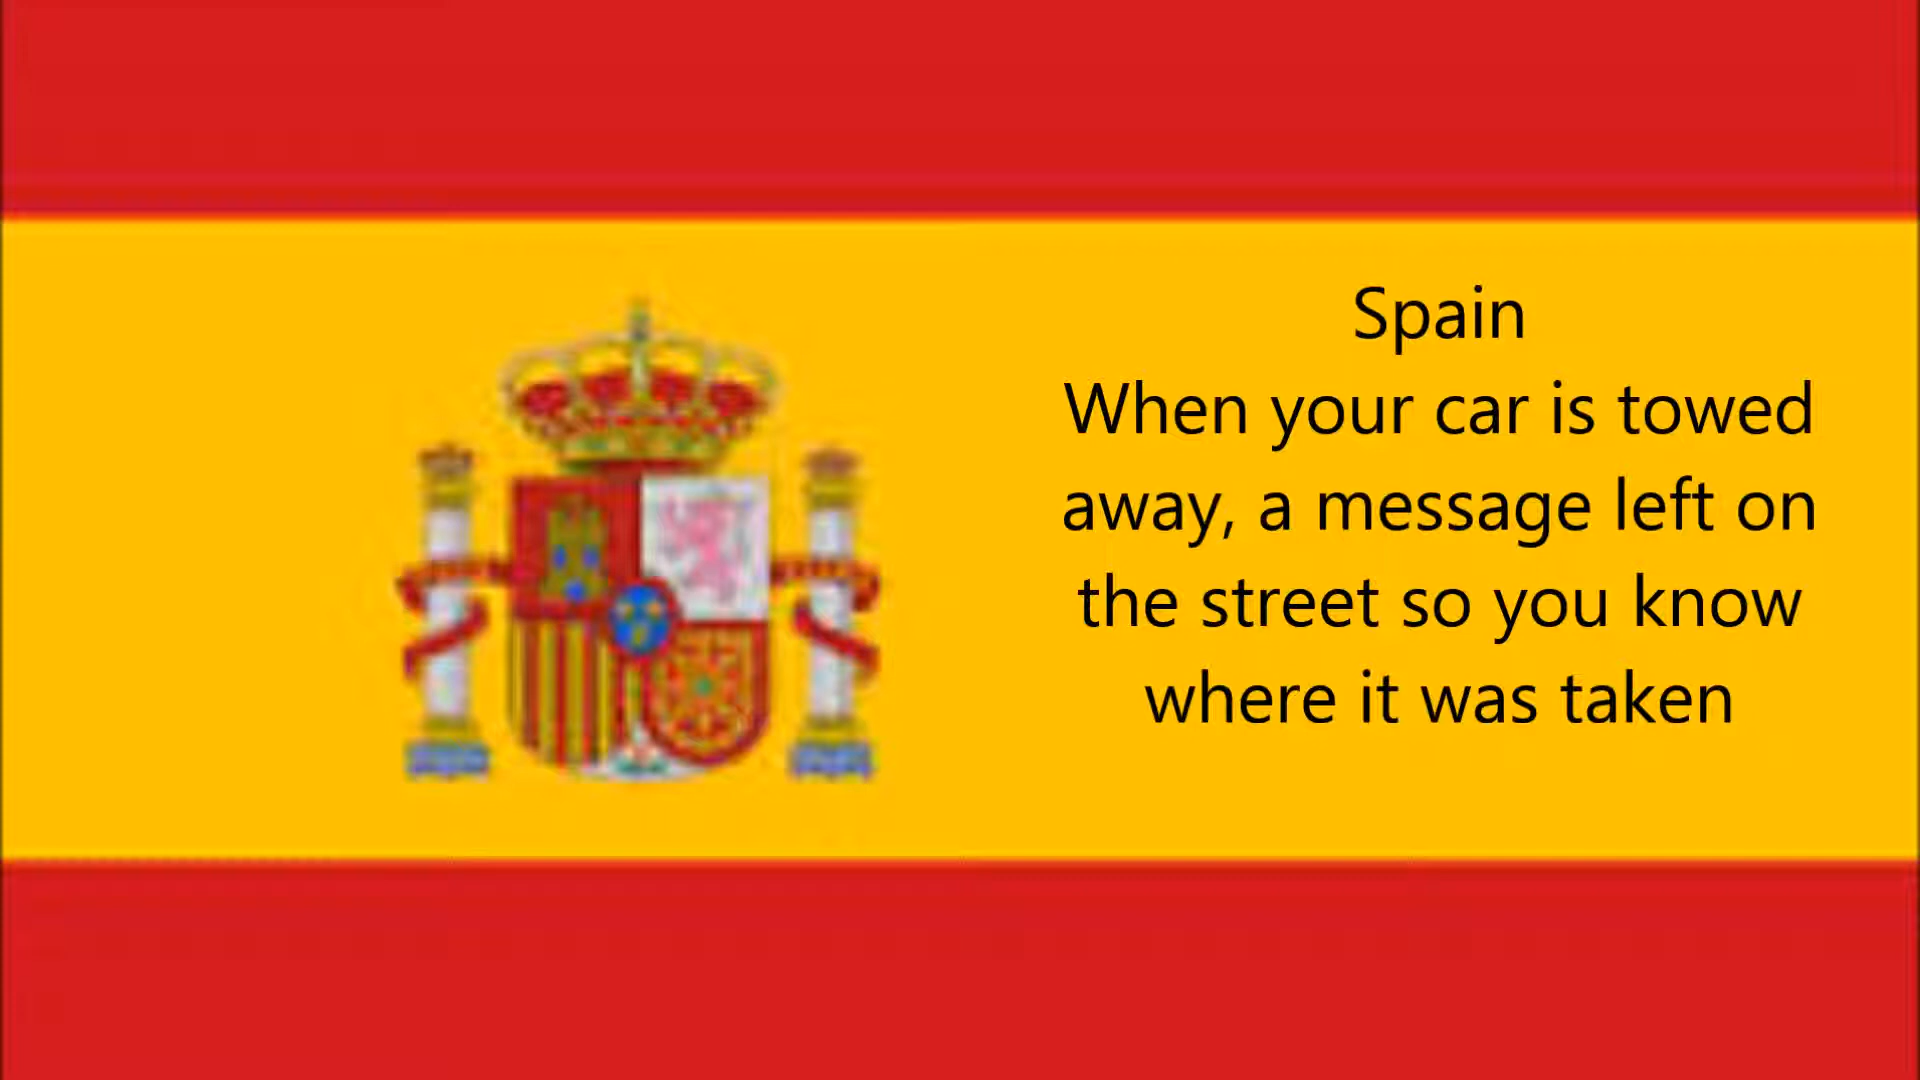 Spain
When your car is towed
away, a message left on
the street so you know
where it was taken